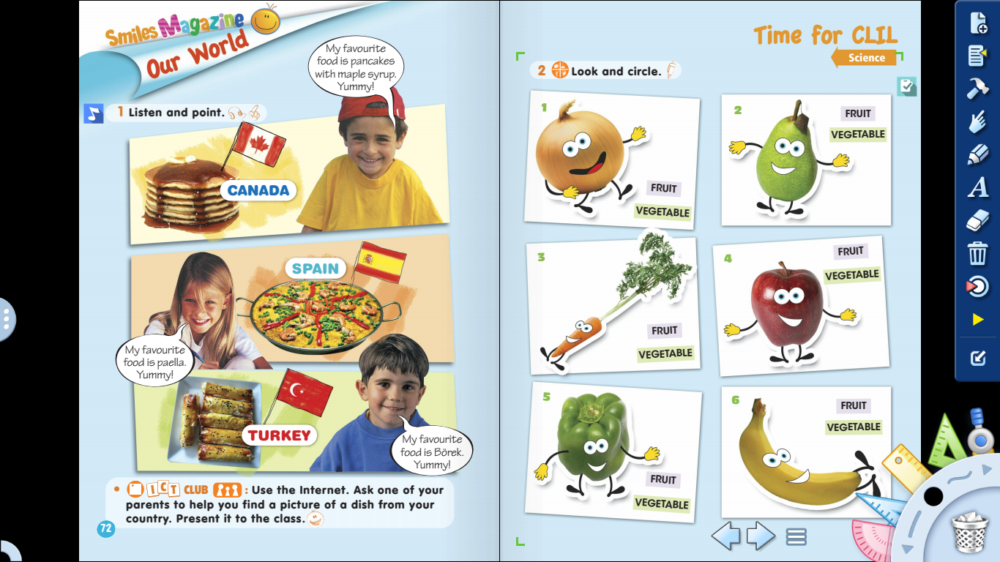 Smiles Magazine
Our World
My favourite
food is pancakes
with maple syrup.
Yummy!
1 Listen and point.
CANADA
SPAIN
My favourite
food is paella.
Yummy!
TURKEY
My favourite
food is Börek.
Yummy!
• ICT CLUB : Use the Internet. Ask one of your
parents to help you find a picture of a dish from your
country. Present it to the class.
72
Time for CLIL
Science
2 Look and circle.
1
FRUIT
VEGETABLE
2
FRUIT
VEGETABLE
3
FRUIT
VEGETABLE
4
FRUIT
VEGETABLE
5
FRUIT
VEGETABLE
6
FRUIT
VEGETABLE
A